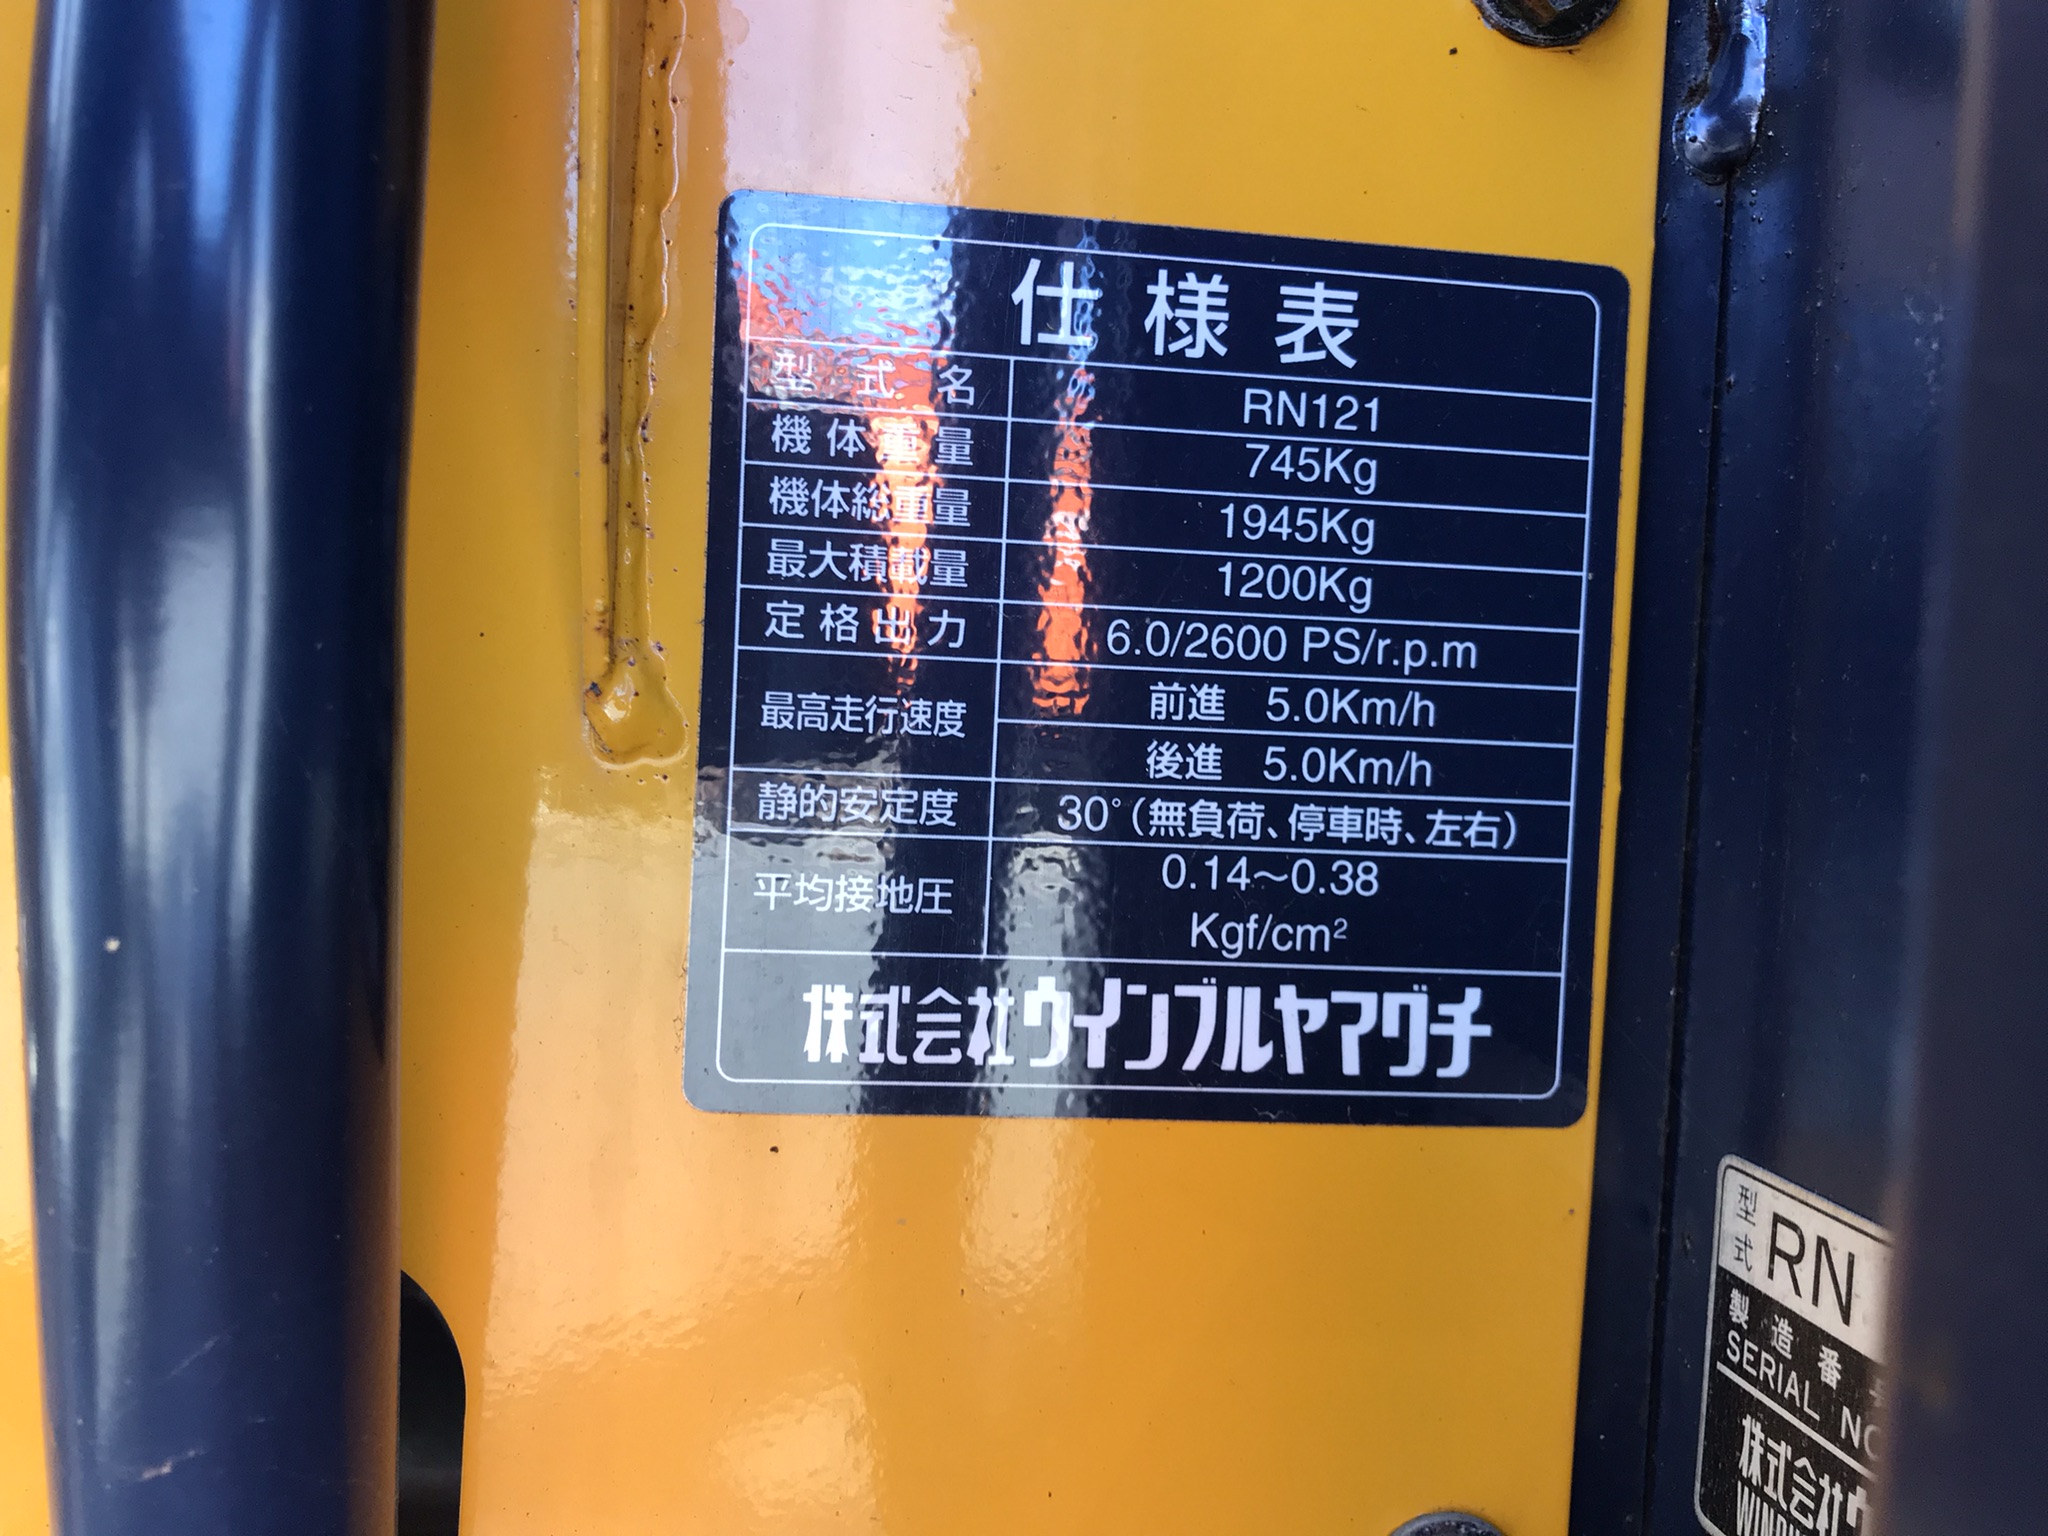 仕様表
型式名 RN121
機体重量 745Kg
機体総重量 1945Kg
最大積載量 1200Kg
定格出力 6.0/2600 PS/r.p.m
最高走行速度 前進 5.0Km/h
後進 5.0Km/h
静的安定度 30°(無負荷、停車時、左右)
平均接地圧 0.14～0.38
Kgf/cm²
株式会社ウインブルヤマグチ
型式 RN
製造番
SERIAL NO
株式会社